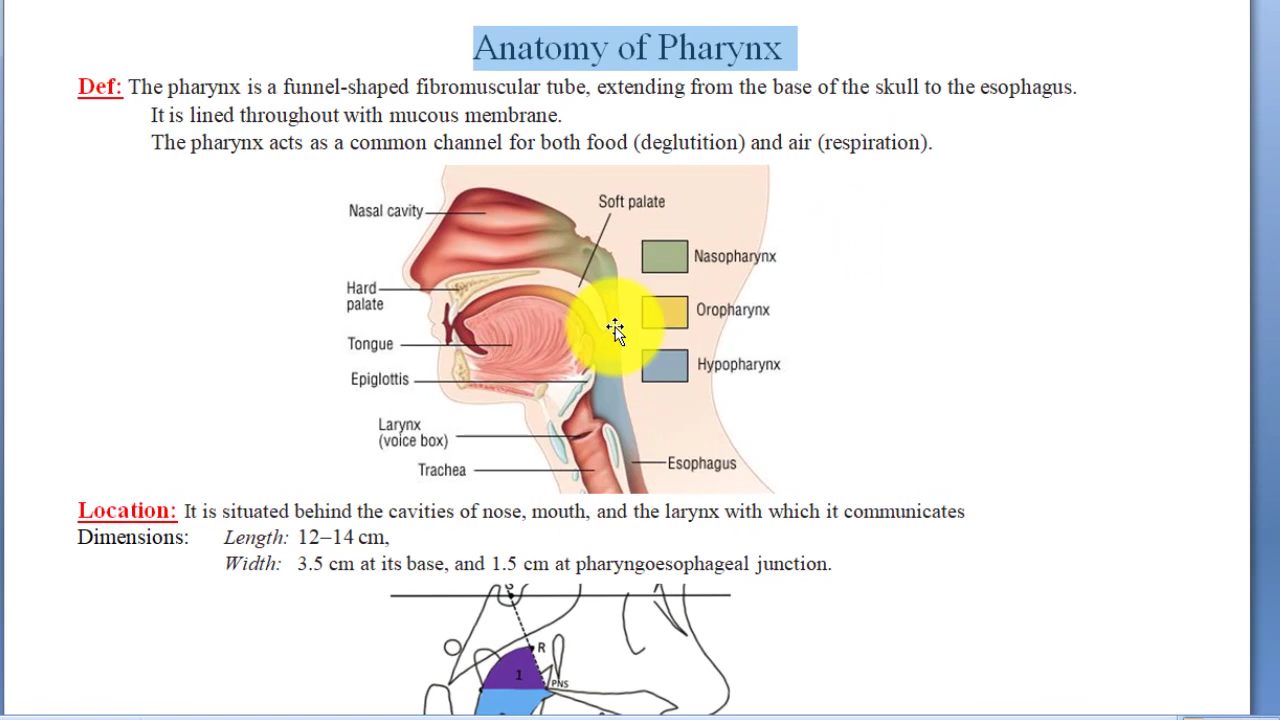 Anatomy of Pharynx
Def: The pharynx is a funnel-shaped fibromuscular tube, extending from the base of the skull to the esophagus.
It is lined throughout with mucous membrane.
The pharynx acts as a common channel for both food (deglutition) and air (respiration).
Soft palate
Nasal cavity
Nasopharynx
Hard
palate
Oropharynx
Tongue
Hypopharynx
Epiglottis
Larynx
(voice box)
Esophagus
Trachea
Location: It is situated behind the cavities of nose, mouth, and the larynx with which it communicates
Dimensions: Length: 12–14 cm,
Width: 3.5 cm at its base, and 1.5 cm at pharyngoesophageal junction.
R
1
PNS